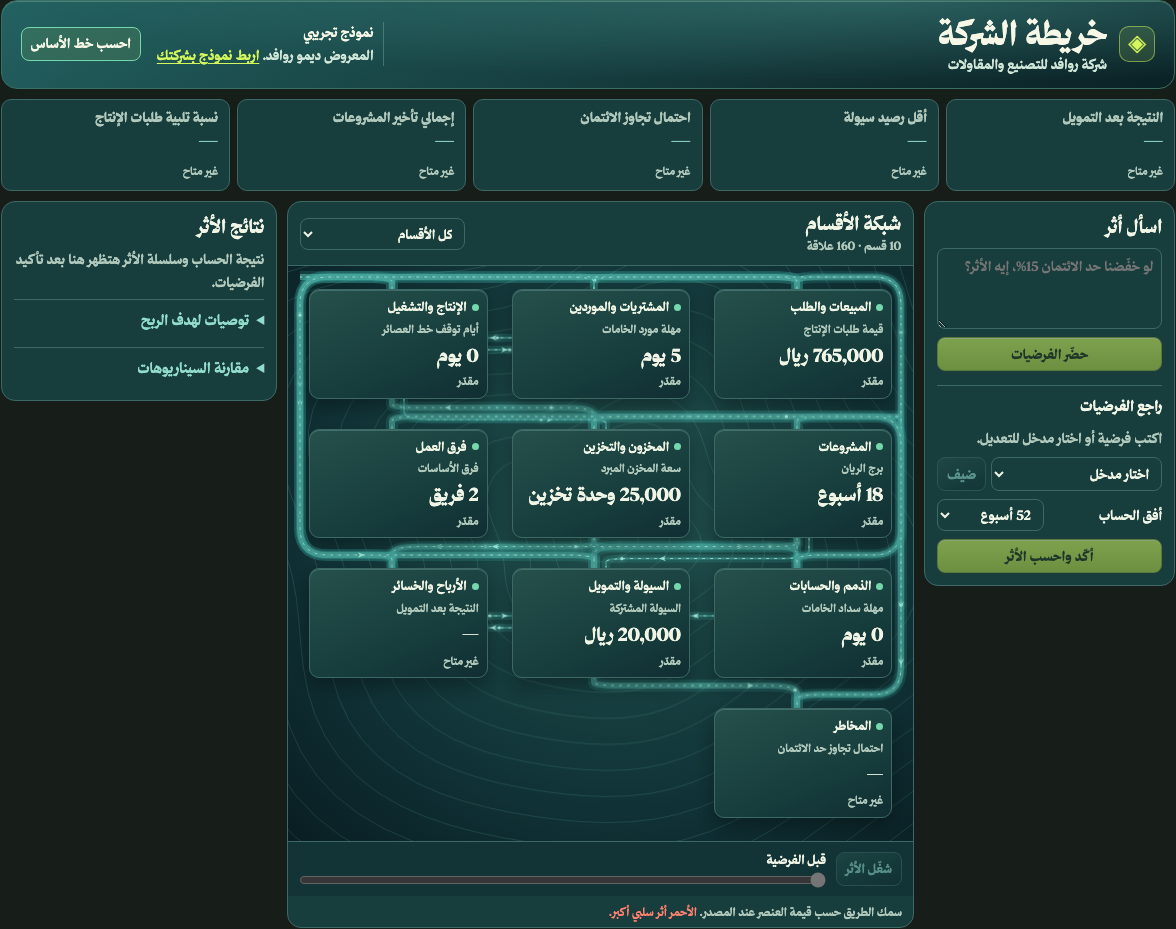 خريطة الشركة
شركة روافد للتصنيع والمقاولات
نموذج تجريبي
المعروض ديمو روافد. اربط نموذج بشركتك
احسب خط الأساس
النتيجة بعد التمويل
—
غير متاح
أقل رصيد سيولة
—
غير متاح
احتمال تجاوز الائتمان
—
غير متاح
إجمالي تأخير المشروعات
—
غير متاح
نسبة تلبية طلبات الإنتاج
—
غير متاح
اسأل أثر
لو خفّضنا حد الائتمان 15%، إيه الأثر؟
حضّر الفرضيات
راجع الفرضيات
اكتب فرضية أو اختار مدخل للتعديل.
اختار مدخل
ضيف
أفق الحساب
52 أسبوع
أكّد واحسب الأثر
شبكة الأقسام
10 قسم · 160 علاقة
كل الأقسام
المبيعات والطلب
قيمة طلبات الإنتاج
765,000 ريال
مقدّر
المشتريات والموردين
مهلة مورد الخامات
5 يوم
مقدّر
الإنتاج والتشغيل
أيام توقف خط العصائر
0 يوم
مقدّر
المشروعات
برج الريان
18 أسبوع
مقدّر
المخزون والتخزين
سعة المخزن المبرد
25,000 وحدة تخزين
مقدّر
فرق العمل
فرق الأساسات
2 فريق
مقدّر
الذمم والحسابات
مهلة سداد الخامات
0 يوم
مقدّر
السيولة والتمويل
السيولة المشتركة
20,000 ريال
مقدّر
الأرباح والخسائر
النتيجة بعد التمويل
—
غير متاح
المخاطر
احتمال تجاوز حد الائتمان
—
غير متاح
شغّل الأثر
قبل الفرضية
سمك الطريق حسب قيمة العنصر عند المصدر. الأحمر أثر سلبي أكبر.
نتائج الأثر
نتيجة الحساب وسلسلة الأثر هتظهر هنا بعد تأكيد
الفرضيات.
توصيات لهدف الربح
مقارنة السيناريوهات